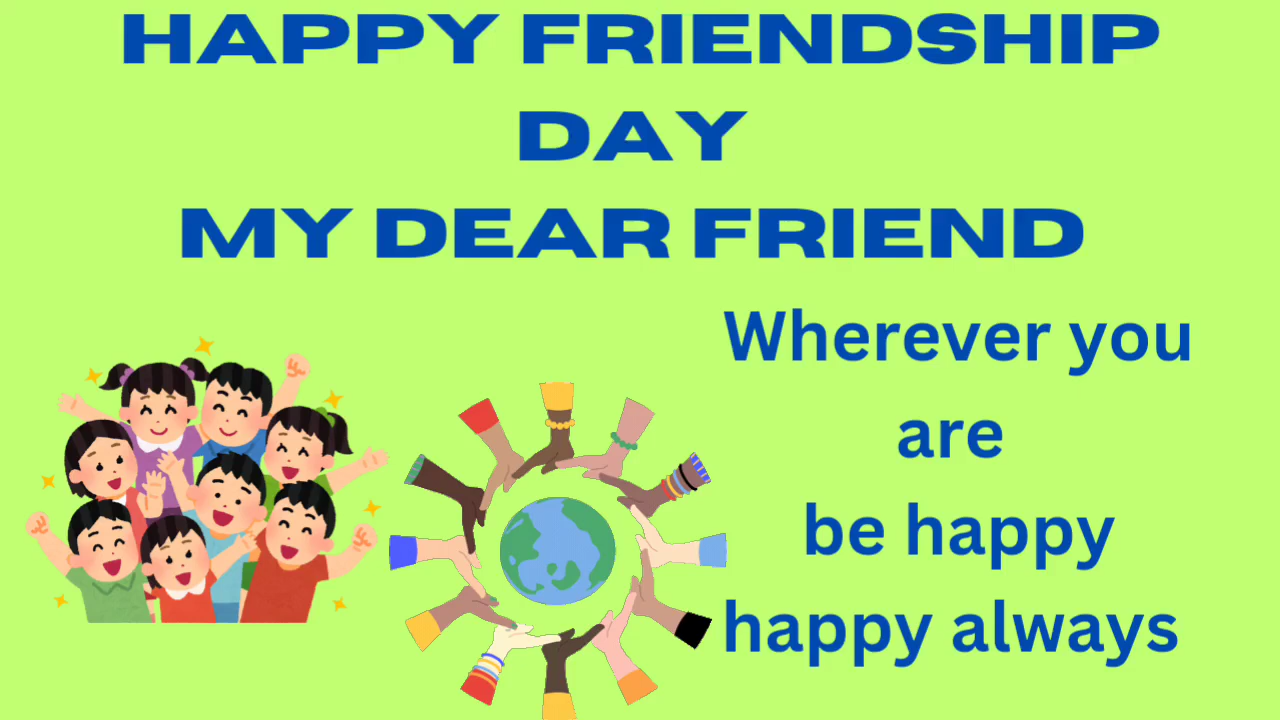 HAPPY FRIENDSHIP
DAY
MY DEAR FRIEND
Wherever you
are
be happy
happy always